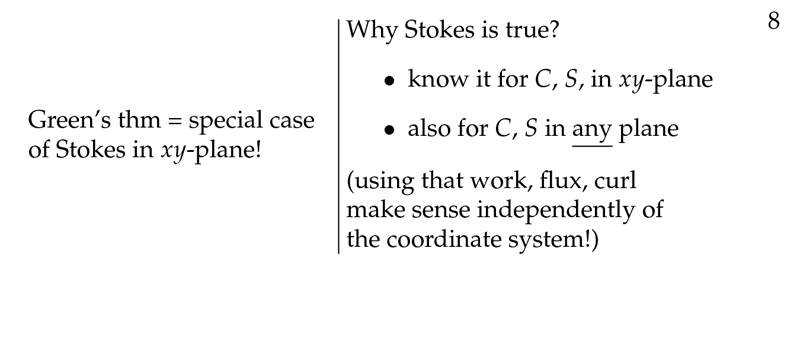 8
Green's thm = special case
of Stokes in xy-plane!
Why Stokes is true?
• know it for C, S, in xy-plane
• also for C, S in any plane
(using that work, flux, curl
make sense independently of
the coordinate system!)